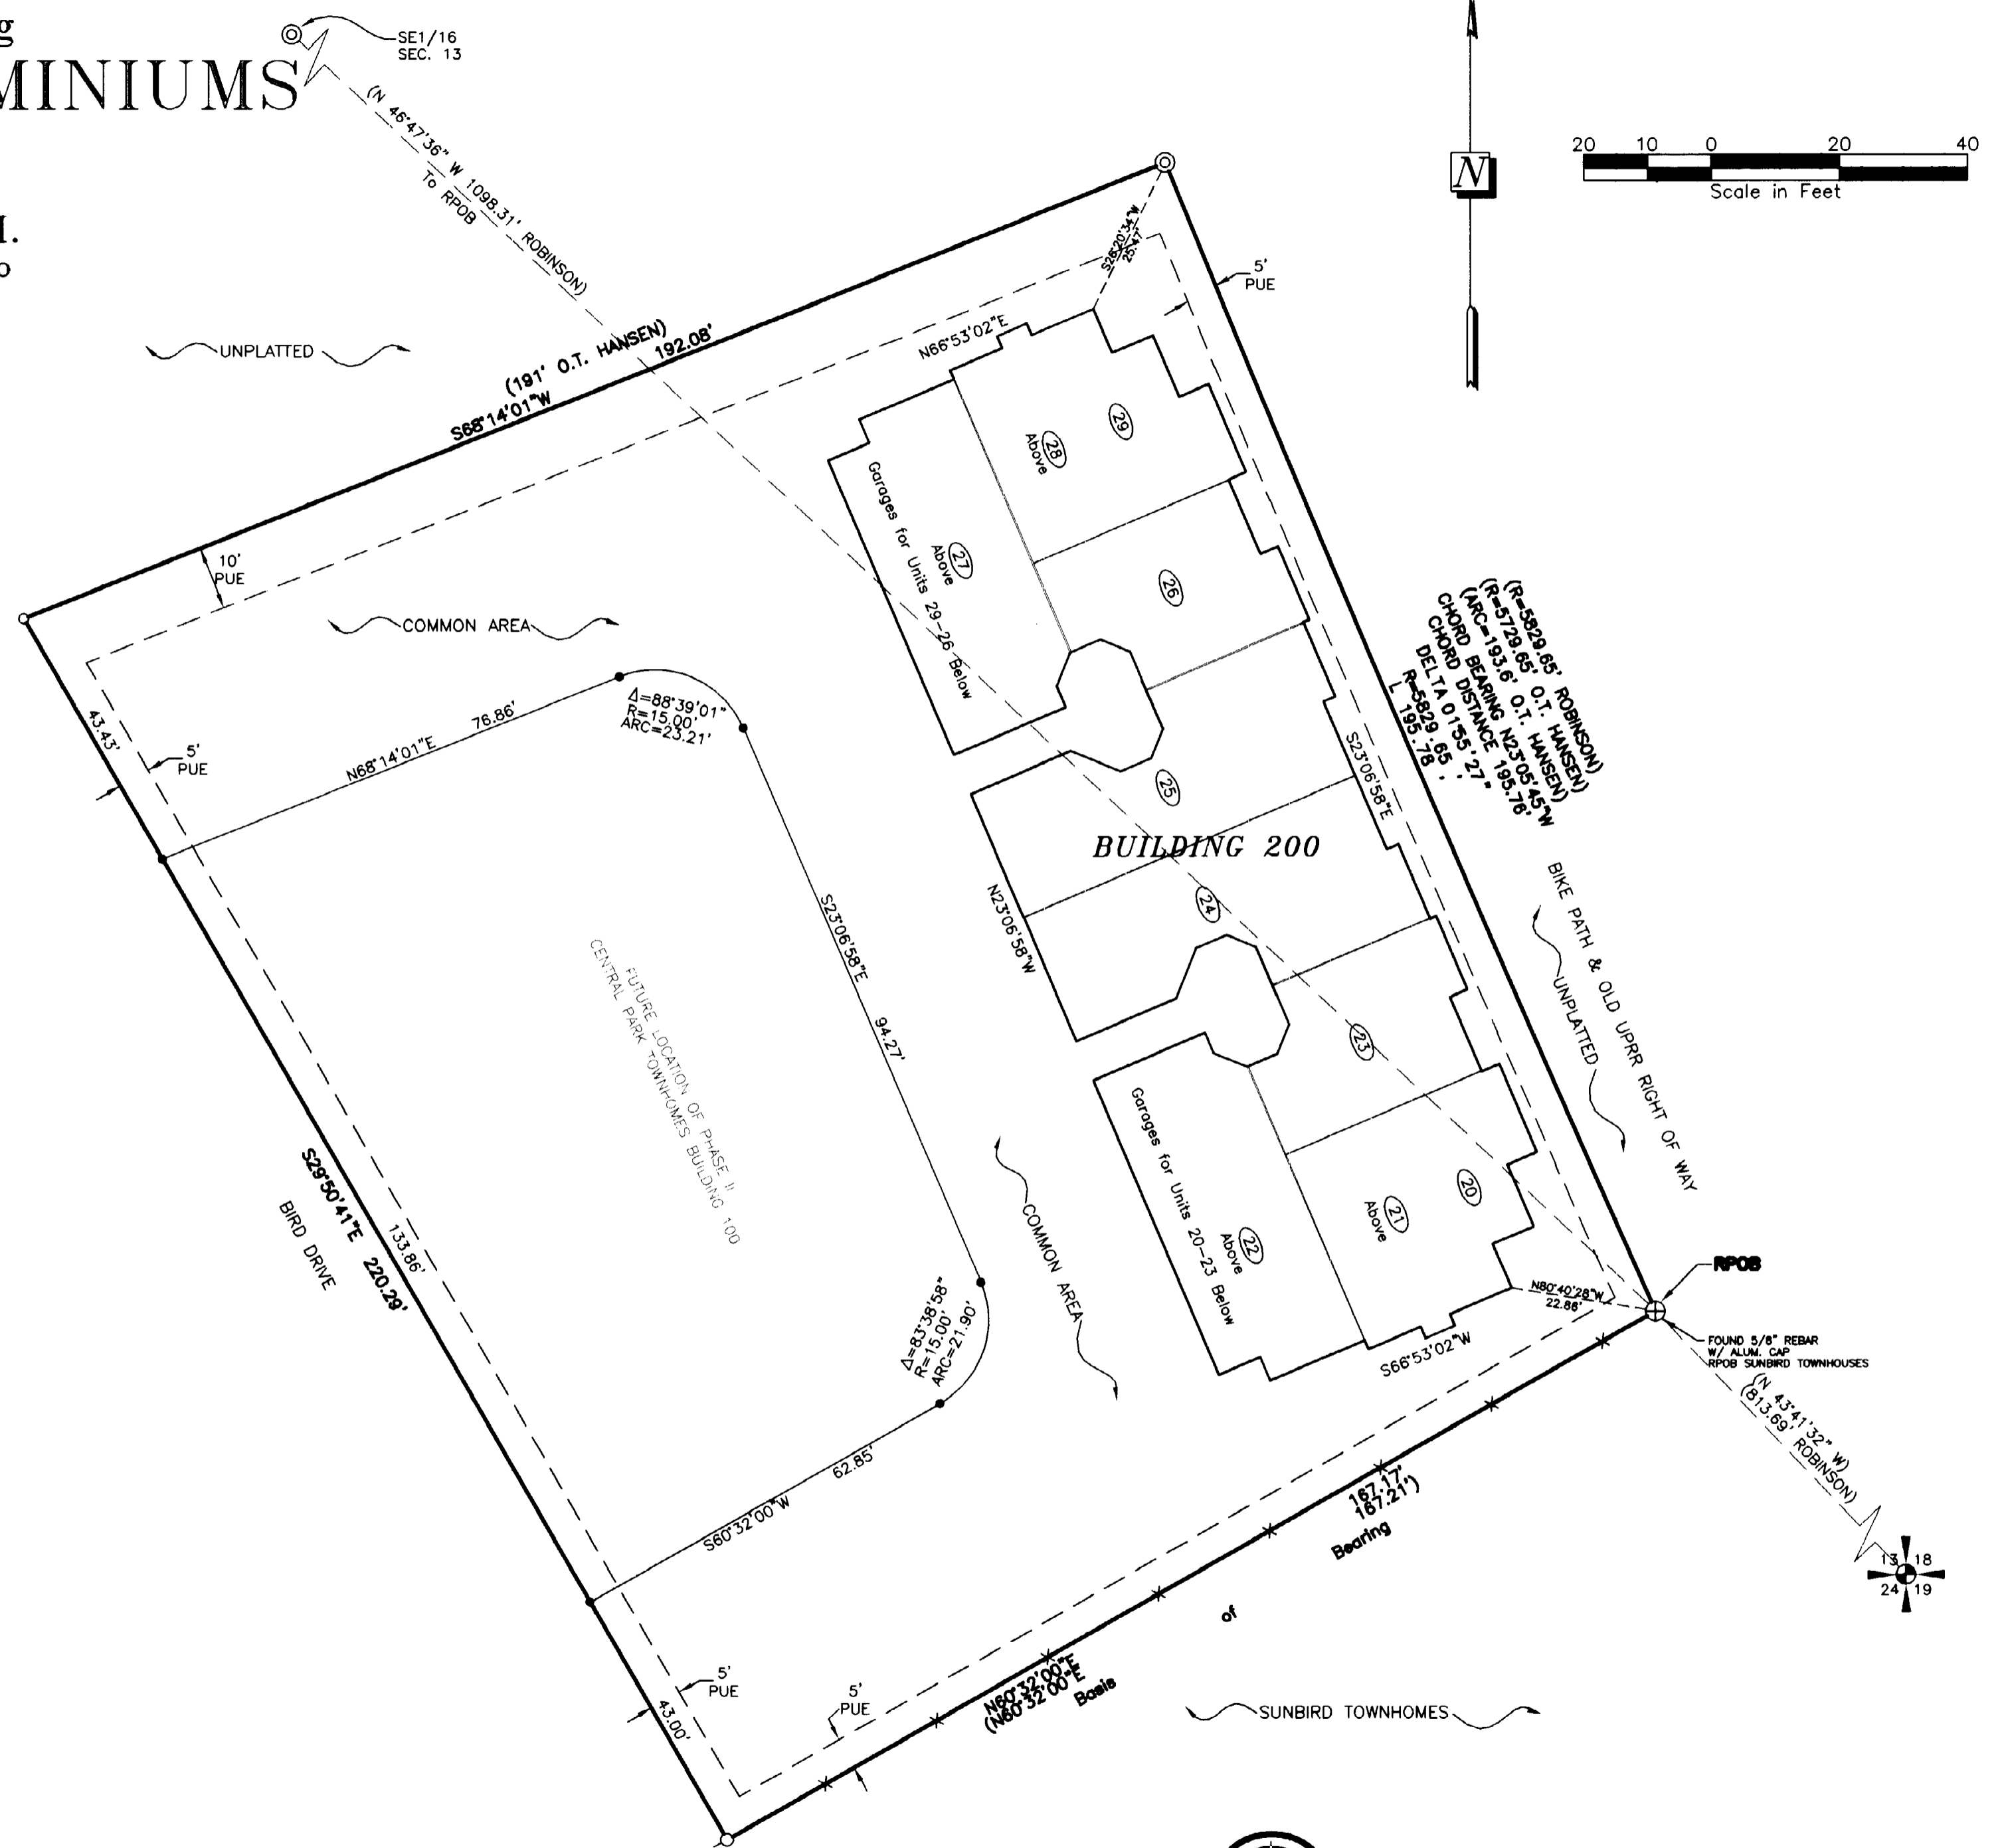 g
MINIUMS
SE1/16
SEC. 13
(N 46°47'36" W 1098.31' ROBINSON)
To RPOB
N
20 10 0 20 40
Scale in Feet
S26°20'34"W
25.47'
5'
PUE
UNPLATTED
(191' O.T. HANSEN)
192.08'
S68°14'01"W
N66°53'02"E
29
28
Above
27
Above
Garages for Units 29-26 Below
26
10'
PUE
COMMON AREA
(R=5829.65' ROBINSON)
(R=5729.65' O.T. HANSEN)
(ARC=193.6' O.T. HANSEN)
CHORD BEARING N23°05'45"W
CHORD DISTANCE 195.76'
DELTA 01°55'27"
R=5829.65'
L 195.78'
43.43'
5'
PUE
76.86'
N68°14'01"E
Δ=88°39'01"
R=15.00'
ARC=23.21'
25
S23°06'58"E
BUILDING 200
24
N23°06'58"W
S23°06'58"E
94.27'
BIKE PATH & OLD UPRR RIGHT OF WAY
UNPLATTED
FUTURE LOCATION OF PHASE II
CENTRAL PARK TOWNHOMES BUILDING 100
23
20
21
Above
22
Above
Garages for Units 20-23 Below
COMMON AREA
S29°50'41"E 220.29'
133.86'
BIRD DRIVE
Δ=83°38'58"
R=15.00'
ARC=21.90'
N80°40'28"W
22.86'
RPOB
FOUND 5/8" REBAR
W/ ALUM. CAP
RPOB SUNBIRD TOWNHOUSES
S66°53'02"W
(N 43°41'32" W)
(813.69' ROBINSON)
62.85'
S60°32'00"W
167.17'
167.21')
Bearing
of
Basis
N60°32'00"E
(N60°32'00"E
13 18
24 19
5'
PUE
5'
PUE
43.00'
SUNBIRD TOWNHOMES